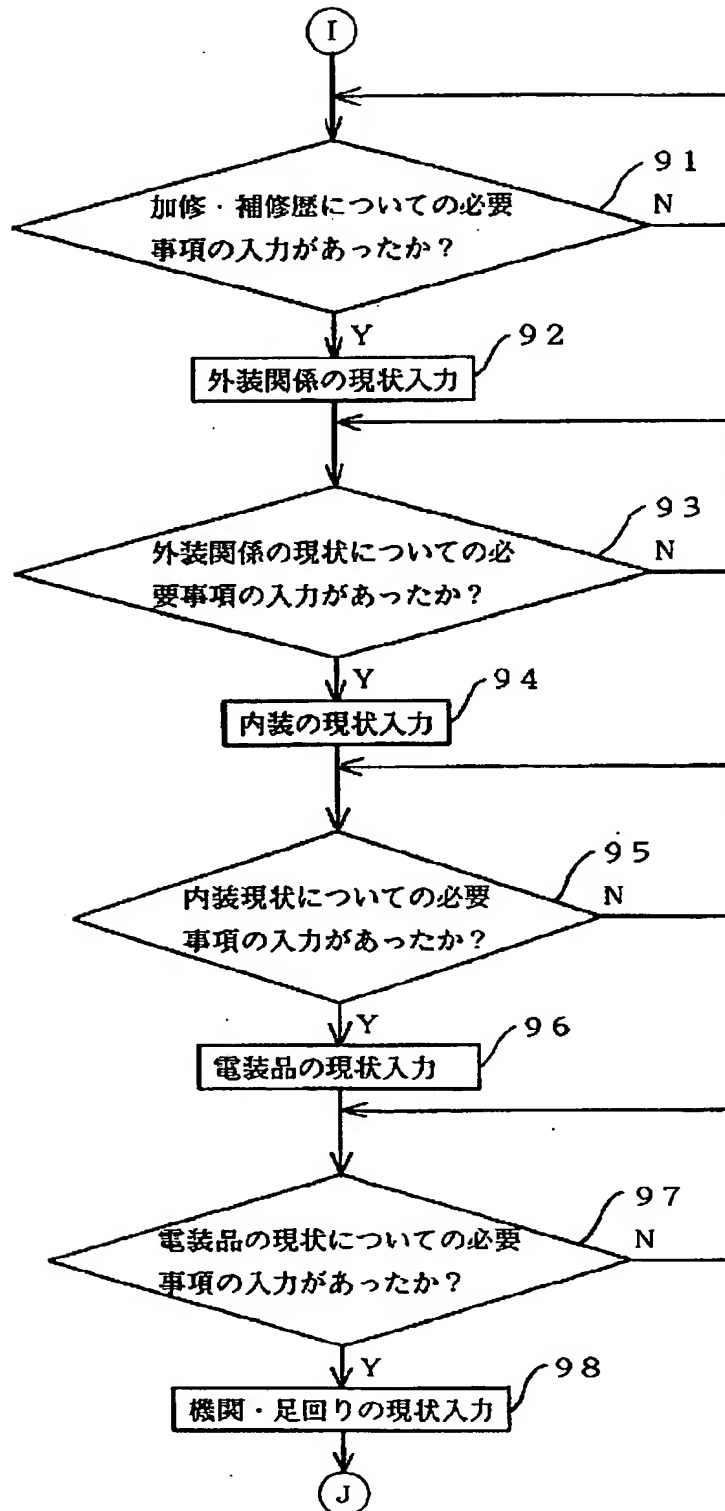 I
91
加修・補修歴についての必要
事項の入力があったか?
N
Y
92
外装関係の現状入力
93
外装関係の現状についての必
要事項の入力があったか?
N
Y
94
内装の現状入力
95
内装現状についての必要
事項の入力があったか?
N
Y
96
電装品の現状入力
97
電装品の現状についての必要
事項の入力があったか?
N
Y
98
機関・足回りの現状入力
J